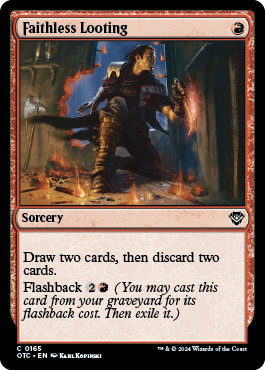 Faithless Looting
Sorcery
Draw two cards, then discard two
cards.
Flashback 2 (You may cast this
card from your graveyard for its
flashback cost. Then exile it.)
C 0165
OTC • EN Karl Kopinski
™ & © 2024 Wizards of the Coast